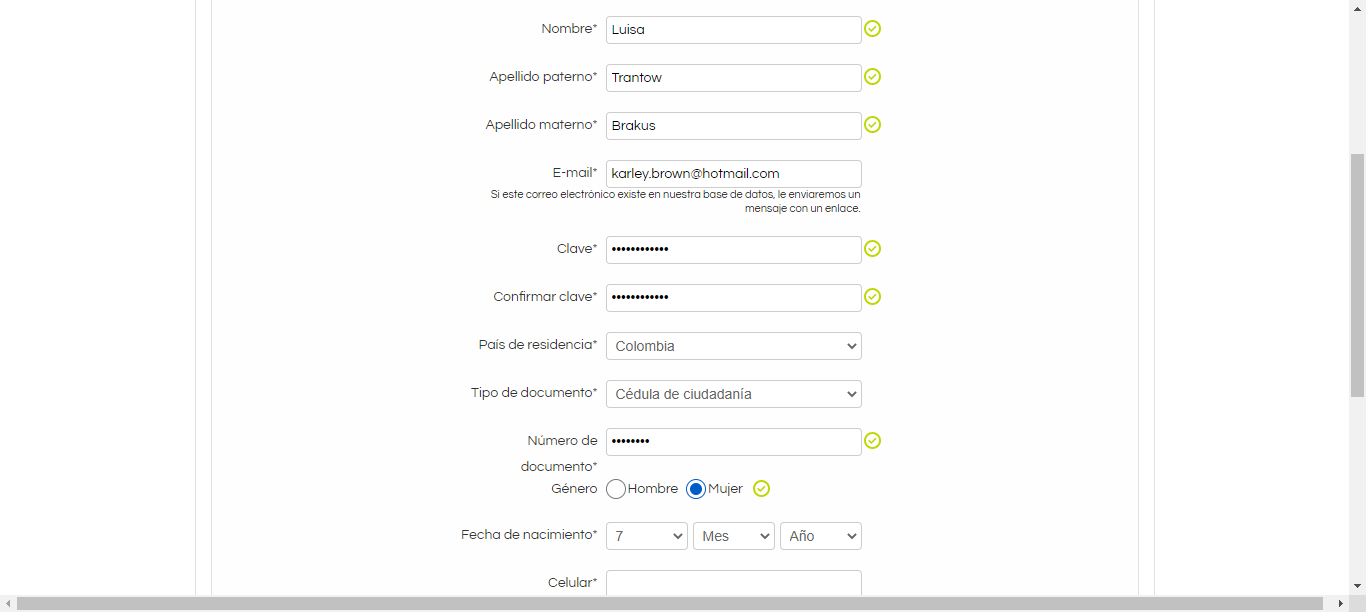 Nombre* Luisa
Apellido paterno* Trantow
Apellido materno* Brakus
E-mail* karley.brown@hotmail.com
Si este correo electrónico existe en nuestra base de datos, le enviaremos un
mensaje con un enlace.
Clave* ••••••••••••
Confirmar clave* ••••••••••••
País de residencia* Colombia
Tipo de documento* Cédula de ciudadanía
Número de ••••••••
documento*
Género Hombre Mujer
Fecha de nacimiento* 7 Mes Año
Celular*